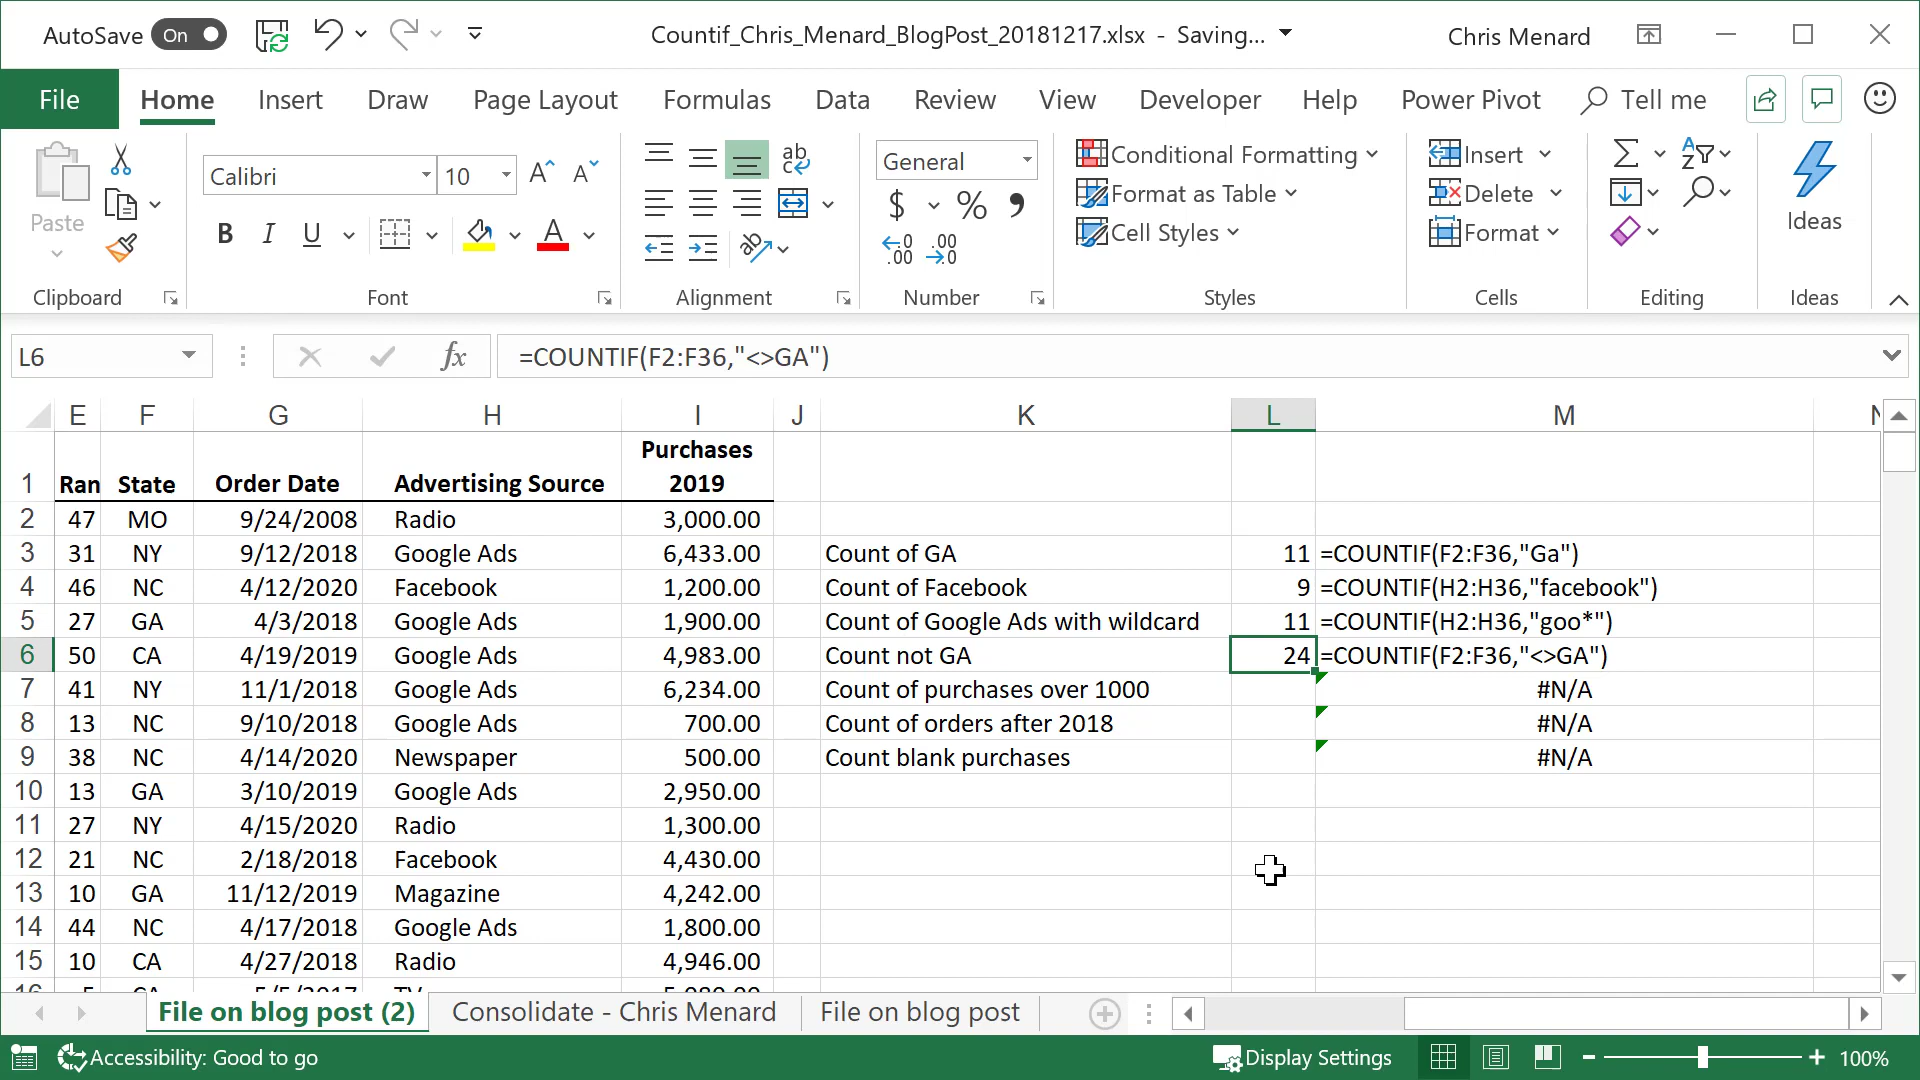 AutoSave On Countif_Chris_Menard_BlogPost_20181217.xlsx - Saving... Chris Menard
File Home Insert Draw Page Layout Formulas Data Review View Developer Help Power Pivot Tell me
Paste
Calibri 10
B I U
General
$ %
Conditional Formatting
Format as Table
Cell Styles
Insert
Delete
Format
Ideas
Clipboard Font Alignment Number Styles Cells Editing Ideas
L6 fx =COUNTIF(F2:F36,"<>GA")
E F G H I J K L M
Purchases
1 Ran State Order Date Advertising Source 2019
2 47 MO 9/24/2008 Radio 3,000.00
3 31 NY 9/12/2018 Google Ads 6,433.00 Count of GA 11 =COUNTIF(F2:F36,"Ga")
4 46 NC 4/12/2020 Facebook 1,200.00 Count of Facebook 9 =COUNTIF(H2:H36,"facebook")
5 27 GA 4/3/2018 Google Ads 1,900.00 Count of Google Ads with wildcard 11 =COUNTIF(H2:H36,"goo*")
6 50 CA 4/19/2019 Google Ads 4,983.00 Count not GA 24 =COUNTIF(F2:F36,"<>GA")
7 41 NY 11/1/2018 Google Ads 6,234.00 Count of purchases over 1000 #N/A
8 13 NC 9/10/2018 Google Ads 700.00 Count of orders after 2018 #N/A
9 38 NC 4/14/2020 Newspaper 500.00 Count blank purchases #N/A
10 13 GA 3/10/2019 Google Ads 2,950.00
11 27 NY 4/15/2020 Radio 1,300.00
12 21 NC 2/18/2018 Facebook 4,430.00
13 10 GA 11/12/2019 Magazine 4,242.00
14 44 NC 4/17/2018 Google Ads 1,800.00
15 10 CA 4/27/2018 Radio 4,946.00
File on blog post (2) Consolidate - Chris Menard File on blog post
Accessibility: Good to go Display Settings 100%